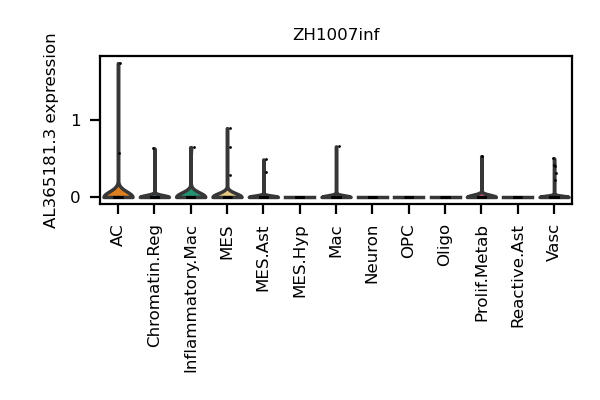 ZH1007inf
AL365181.3 expression
1
0
AC
Chromatin.Reg
Inflammatory.Mac
MES
MES.Ast
MES.Hyp
Mac
Neuron
OPC
Oligo
Prolif.Metab
Reactive.Ast
Vasc